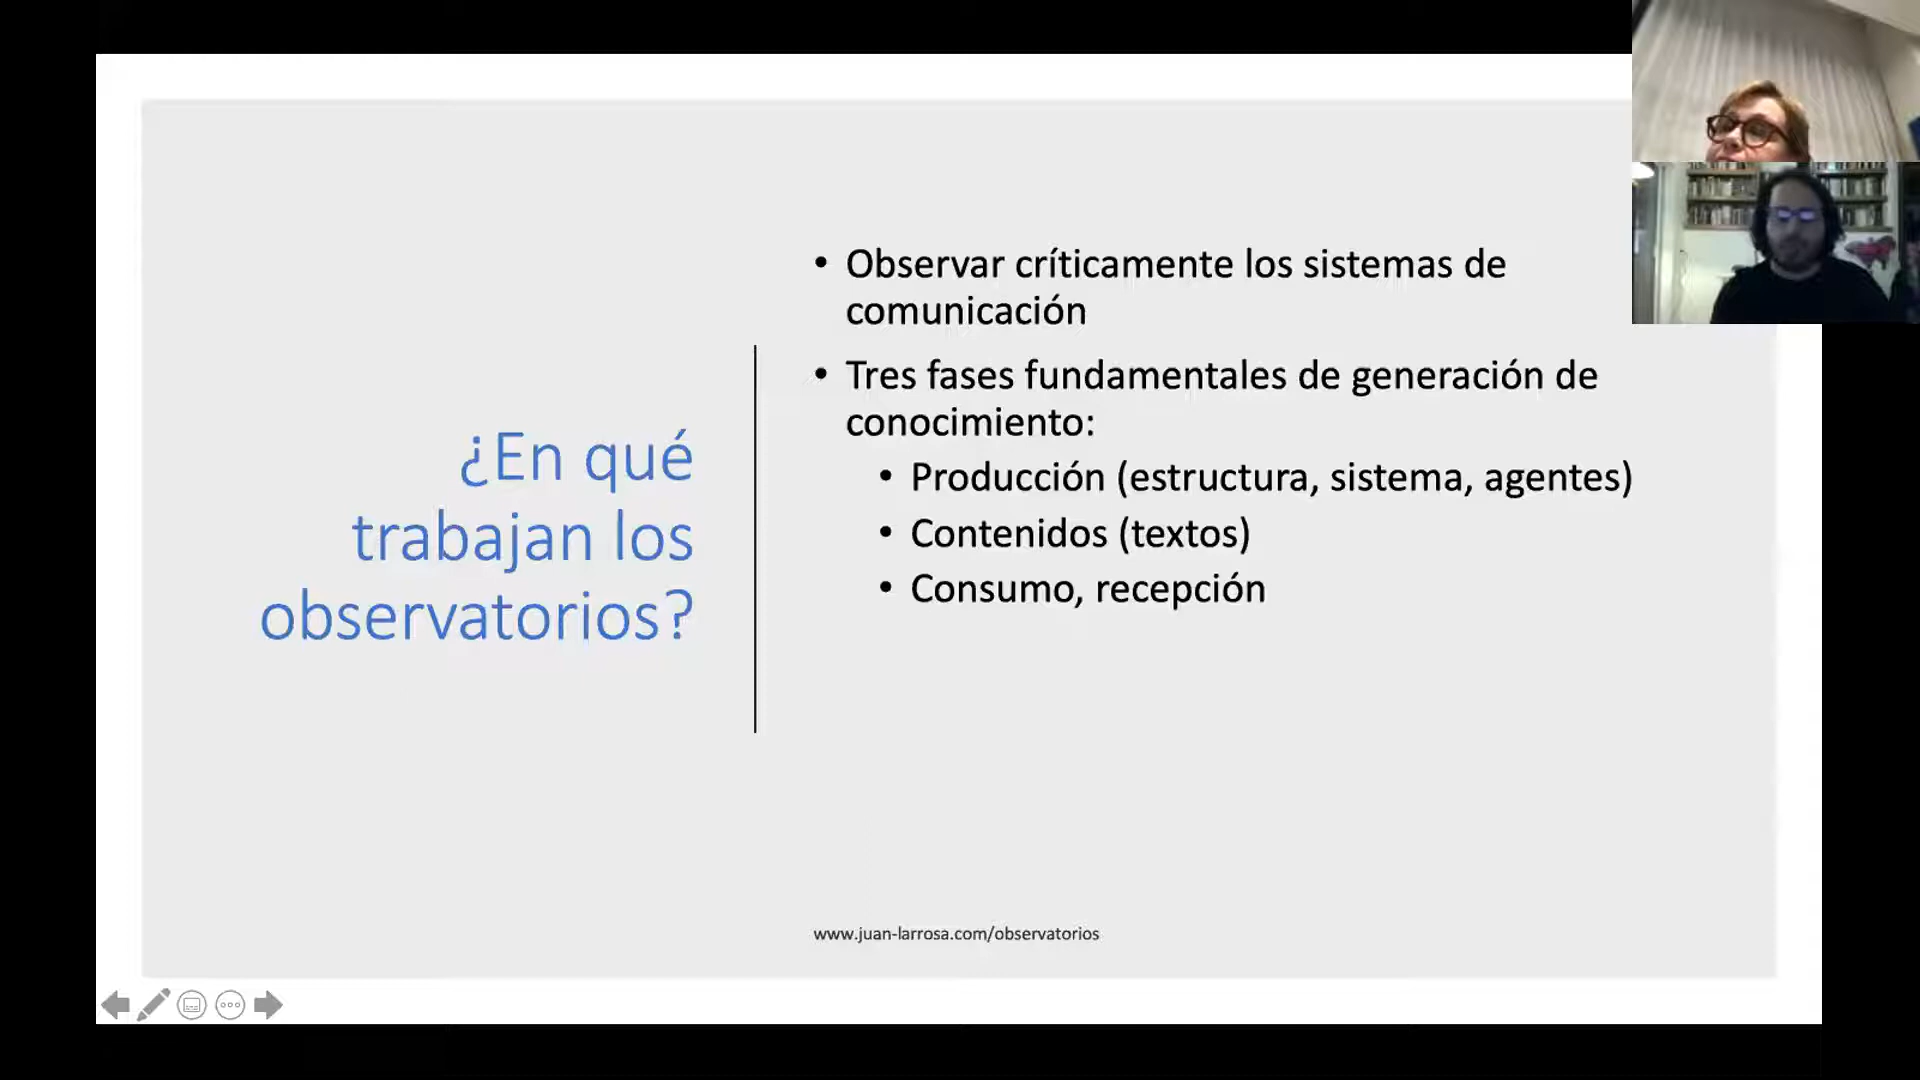 ¿En qué
trabajan los
observatorios?
• Observar críticamente los sistemas de
comunicación
• Tres fases fundamentales de generación de
conocimiento:
• Producción (estructura, sistema, agentes)
• Contenidos (textos)
• Consumo, recepción
www.juan-larrosa.com/observatorios